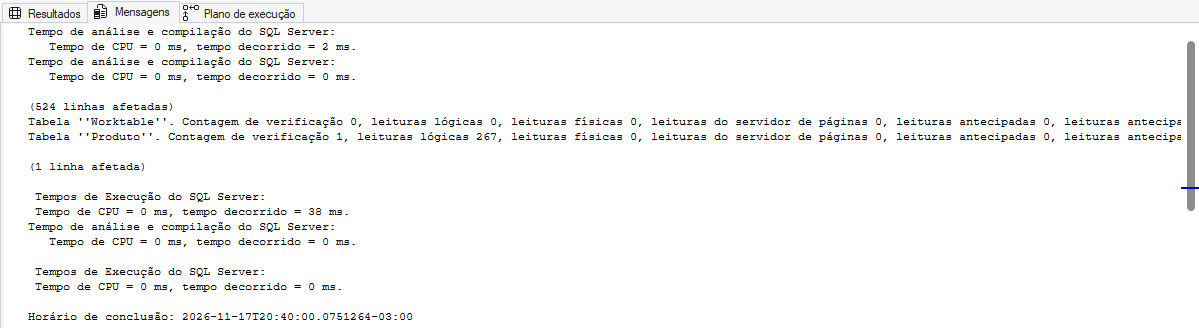 Resultados Mensagens Plano de execução
Tempo de análise e compilação do SQL Server:
Tempo de CPU = 0 ms, tempo decorrido = 2 ms.
Tempo de análise e compilação do SQL Server:
Tempo de CPU = 0 ms, tempo decorrido = 0 ms.
(524 linhas afetadas)
Tabela ''Worktable''. Contagem de verificação 0, leituras lógicas 0, leituras físicas 0, leituras do servidor de páginas 0, leituras antecipadas 0, leituras antecipa
Tabela ''Produto''. Contagem de verificação 1, leituras lógicas 267, leituras físicas 0, leituras do servidor de páginas 0, leituras antecipadas 0, leituras antecipa
(1 linha afetada)
Tempos de Execução do SQL Server:
Tempo de CPU = 0 ms, tempo decorrido = 38 ms.
Tempo de análise e compilação do SQL Server:
Tempo de CPU = 0 ms, tempo decorrido = 0 ms.
Tempos de Execução do SQL Server:
Tempo de CPU = 0 ms, tempo decorrido = 0 ms.
Horário de conclusão: 2026-11-17T20:40:00.0751264-03:00